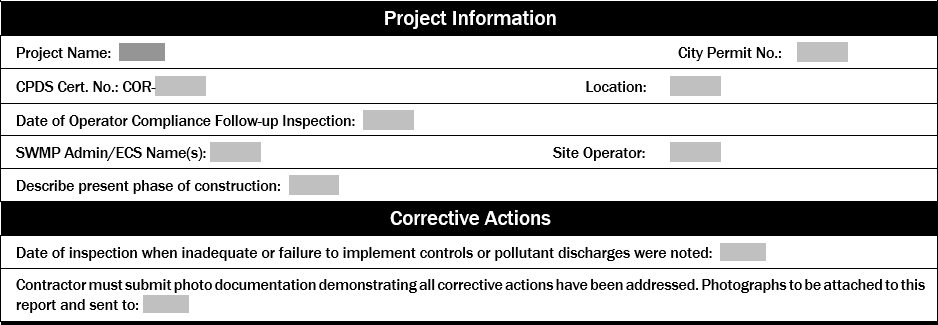 Project Information
Project Name: City Permit No.:
CPDS Cert. No.: COR- Location:
Date of Operator Compliance Follow-up Inspection:
SWMP Admin/ECS Name(s): Site Operator:
Describe present phase of construction:
Corrective Actions
Date of inspection when inadequate or failure to implement controls or pollutant discharges were noted:
Contractor must submit photo documentation demonstrating all corrective actions have been addressed. Photographs to be attached to this
report and sent to: